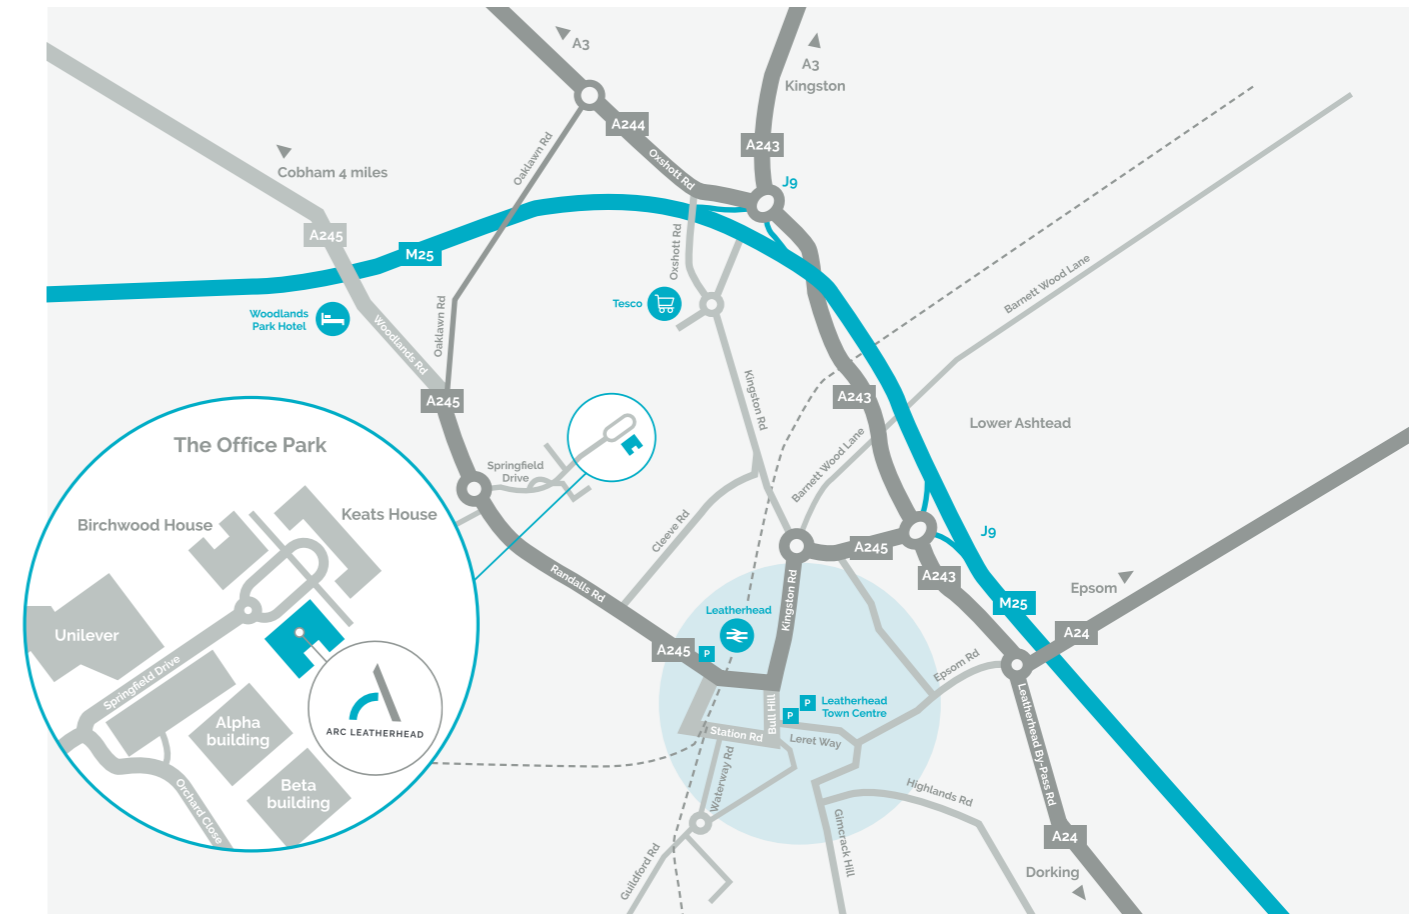 A3
A3
Kingston
A244
A243
Oxshott Rd
Oaklawn Rd
J9
Cobham 4 miles
A245
M25
Oxshott Rd
Barnett Wood Lane
Woodlands
Park Hotel
Tesco
Oaklawn Rd
Woodlands Rd
A245
Kingston Rd
A243
Lower Ashtead
Barnett Wood Lane
Springfield
Drive
Cleeve Rd
A245
J9
A243
Randalls Rd
Kingston Rd
Epsom
M25
A24
Leatherhead
P
A245
Epsom Rd
Leatherhead By-Pass Rd
P
P
Leatherhead
Town Centre
Bull Hill
Station Rd
Leret Way
Waterway Rd
Highlands Rd
Gimcrack Hill
Guildford Rd
A24
Dorking
The Office Park
Birchwood House
Keats House
Unilever
Springfield Drive
Alpha
building
Beta
building
Orchard Close
ARC LEATHERHEAD